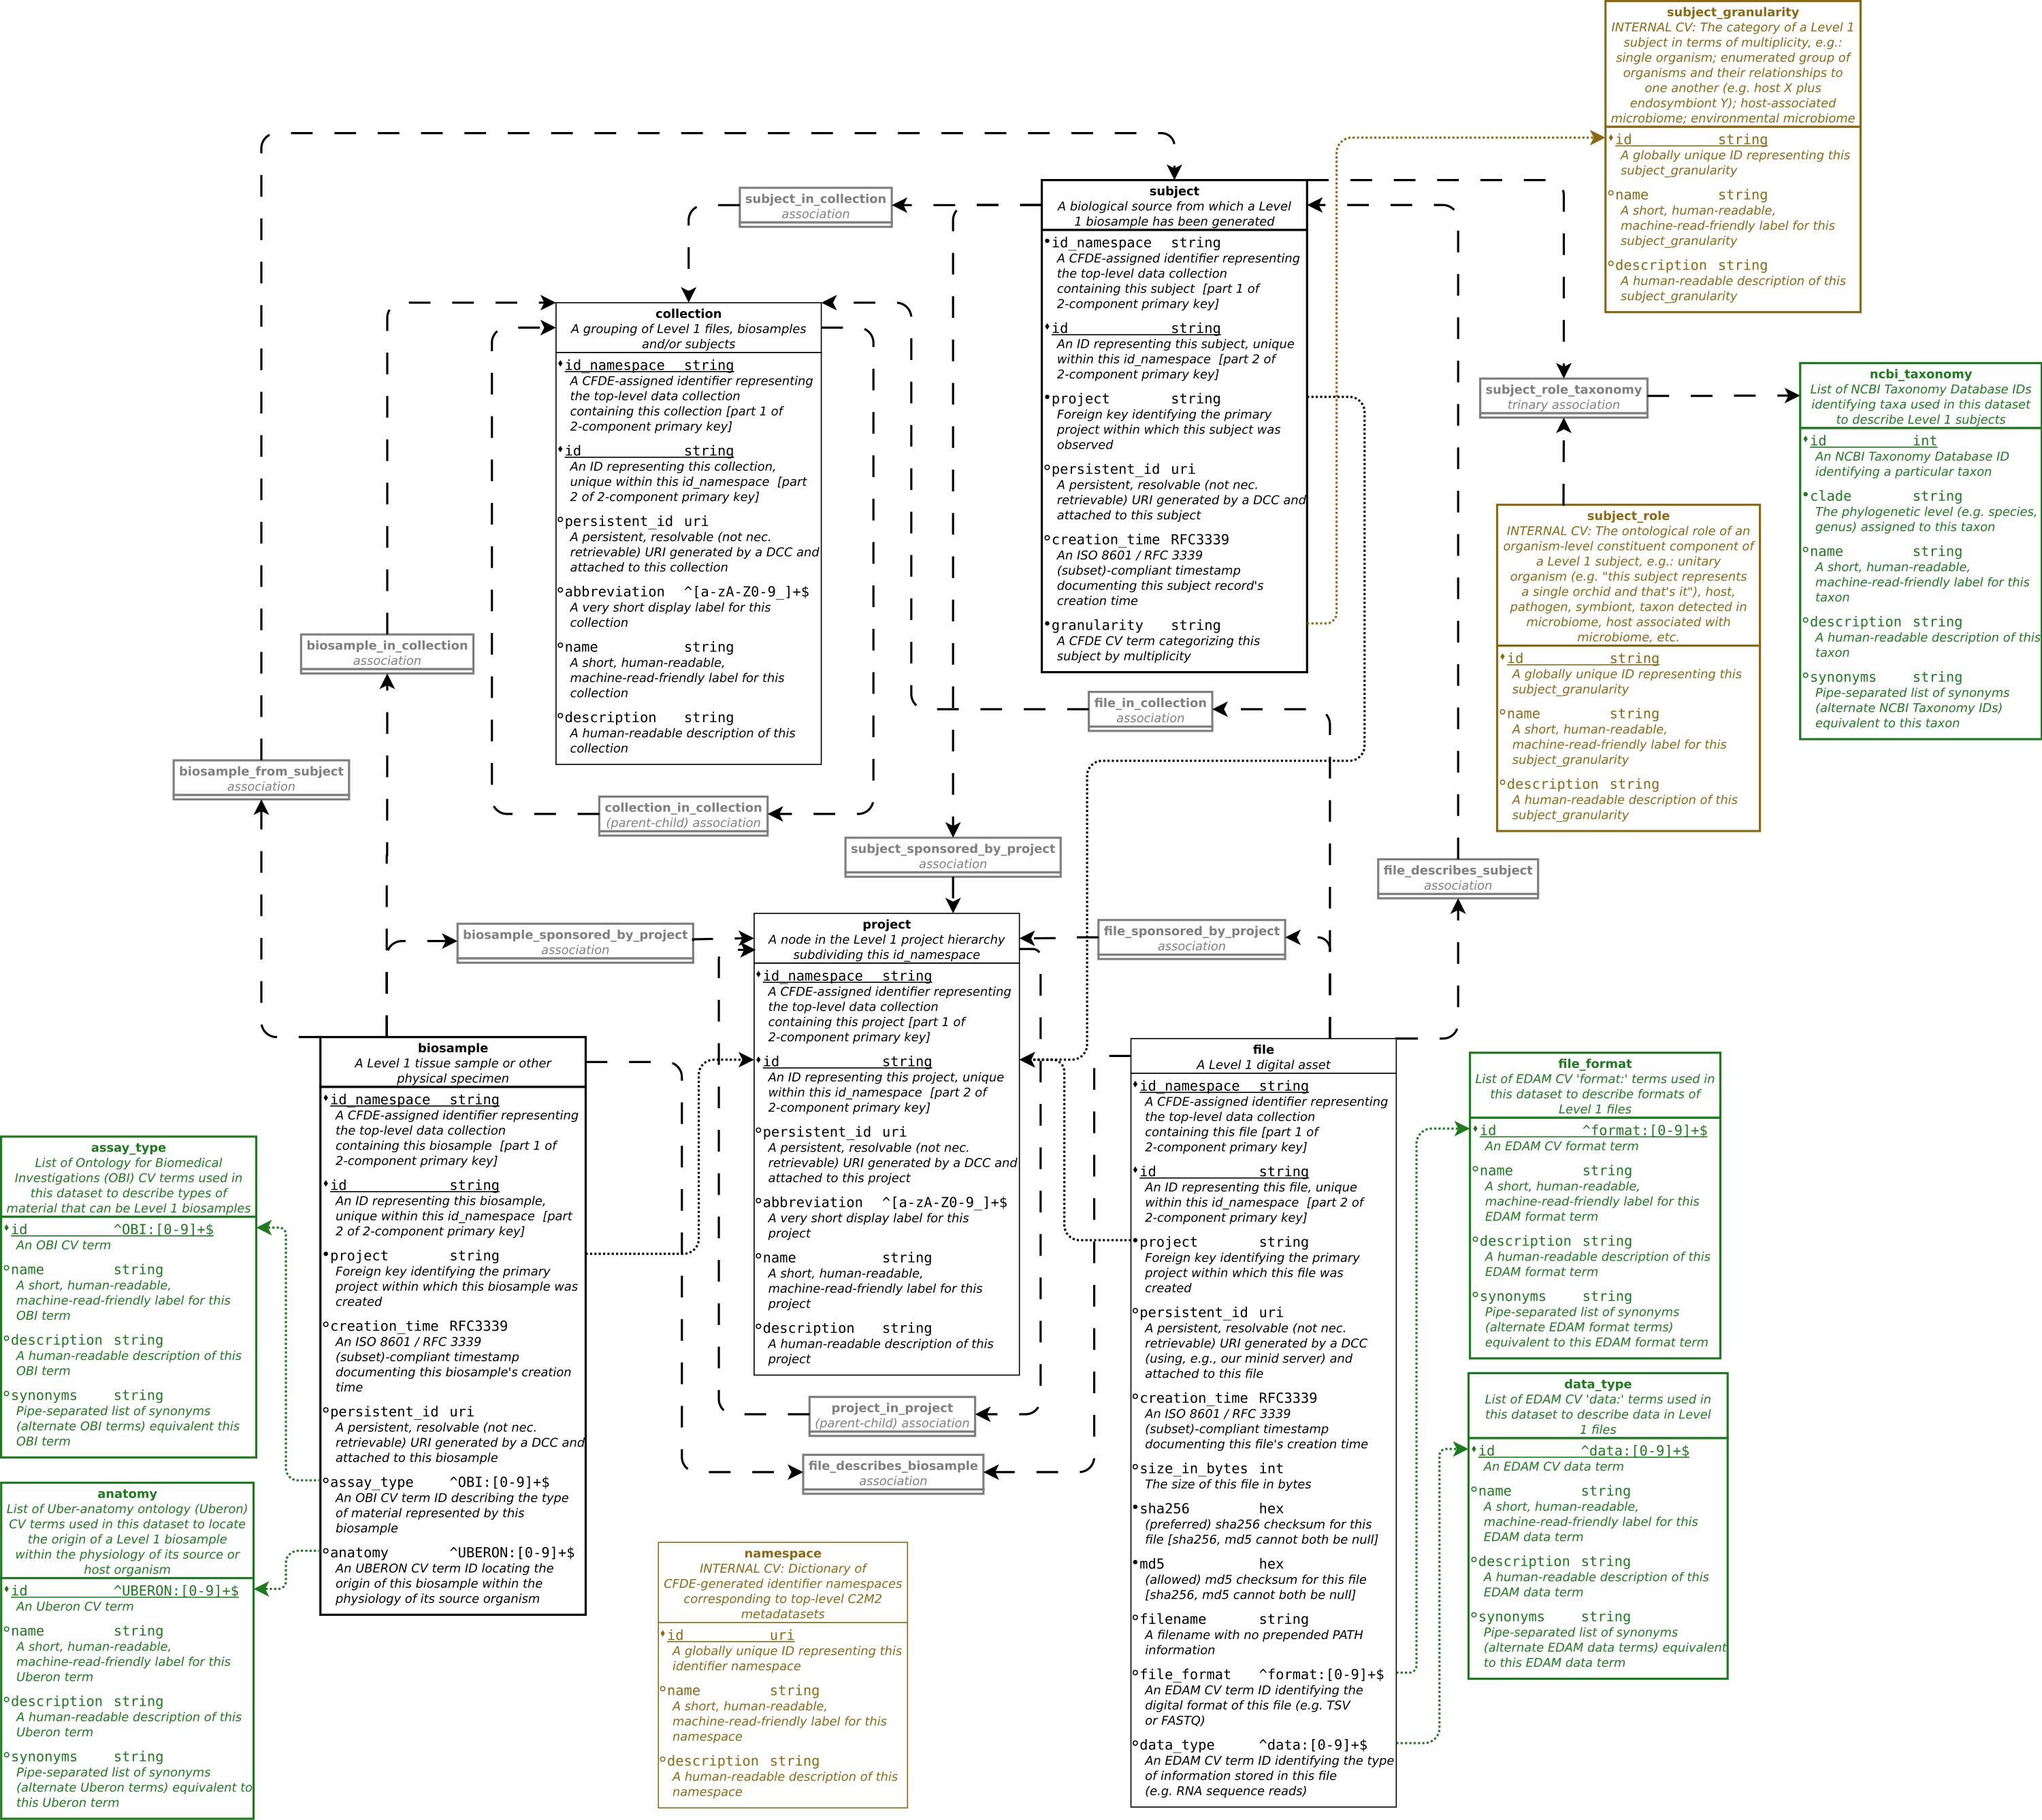 subject_granularity
INTERNAL CV: The category of a Level 1
subject in terms of multiplicity, e.g.:
single organism; enumerated group of
organisms and their relationships to
one another (e.g. host X plus
endosymbiont Y); host-associated
microbiome; environmental microbiome
id string
A globally unique ID representing this
subject_granularity
name string
A short, human-readable,
machine-read-friendly label for this
subject_granularity
description string
A human-readable description of this
subject_granularity
subject_in_collection
association
subject
A biological source from which a Level
1 biosample has been generated
id_namespace string
A CFDE-assigned identifier representing
the top-level data collection
containing this subject [part 1 of
2-component primary key]
id string
An ID representing this subject, unique
within this id_namespace [part 2 of
2-component primary key]
project string
Foreign key identifying the primary
project within which this subject was
observed
persistent_id uri
A persistent, resolvable (not nec.
retrievable) URI generated by a DCC and
attached to this subject
creation_time RFC3339
An ISO 8601 / RFC 3339
(subset)-compliant timestamp
documenting this subject record's
creation time
granularity string
A CFDE CV term categorizing this
subject by multiplicity
collection
A grouping of Level 1 files, biosamples
and/or subjects
id_namespace string
A CFDE-assigned identifier representing
the top-level data collection
containing this collection [part 1 of
2-component primary key]
id string
An ID representing this collection,
unique within this id_namespace [part
2 of 2-component primary key]
persistent_id uri
A persistent, resolvable (not nec.
retrievable) URI generated by a DCC and
attached to this collection
abbreviation ^[a-zA-Z0-9_]+$
A very short display label for this
collection
name string
A short, human-readable,
machine-read-friendly label for this
collection
description string
A human-readable description of this
collection
subject_role_taxonomy
trinary association
ncbi_taxonomy
List of NCBI Taxonomy Database IDs
identifying taxa used in this dataset
to describe Level 1 subjects
id int
An NCBI Taxonomy Database ID
identifying a particular taxon
clade string
The phylogenetic level (e.g. species,
genus) assigned to this taxon
name string
A short, human-readable,
machine-read-friendly label for this
taxon
description string
A human-readable description of this
taxon
synonyms string
Pipe-separated list of synonyms
(alternate NCBI Taxonomy IDs)
equivalent to this taxon
subject_role
INTERNAL CV: The ontological role of an
organism-level constituent component of
a Level 1 subject, e.g.: unitary
organism (e.g. "this subject represents
a single orchid and that's it"), host,
pathogen, symbiont, taxon detected in
microbiome, host associated with
microbiome, etc.
id string
A globally unique ID representing this
subject_granularity
name string
A short, human-readable,
machine-read-friendly label for this
subject_granularity
description string
A human-readable description of this
subject_granularity
biosample_in_collection
association
file_in_collection
association
biosample_from_subject
association
collection_in_collection
(parent-child) association
subject_sponsored_by_project
association
file_describes_subject
association
biosample_sponsored_by_project
association
file_sponsored_by_project
association
project
A node in the Level 1 project hierarchy
subdividing this id_namespace
id_namespace string
A CFDE-assigned identifier representing
the top-level data collection
containing this project [part 1 of
2-component primary key]
id string
An ID representing this project, unique
within this id_namespace [part 2 of
2-component primary key]
persistent_id uri
A persistent, resolvable (not nec.
retrievable) URI generated by a DCC and
attached to this project
abbreviation ^[a-zA-Z0-9_]+$
A very short display label for this
project
name string
A short, human-readable,
machine-read-friendly label for this
project
description string
A human-readable description of this
project
biosample
A Level 1 tissue sample or other
physical specimen
id_namespace string
A CFDE-assigned identifier representing
the top-level data collection
containing this biosample [part 1 of
2-component primary key]
id string
An ID representing this biosample,
unique within this id_namespace [part
2 of 2-component primary key]
project string
Foreign key identifying the primary
project within which this biosample was
created
creation_time RFC3339
An ISO 8601 / RFC 3339
(subset)-compliant timestamp
documenting this biosample's creation
time
persistent_id uri
A persistent, resolvable (not nec.
retrievable) URI generated by a DCC and
attached to this biosample
assay_type ^OBI:[0-9]+$
An OBI CV term ID describing the type
of material represented by this
biosample
anatomy ^UBERON:[0-9]+$
An UBERON CV term ID locating the
origin of this biosample within the
physiology of its source organism
file
A Level 1 digital asset
id_namespace string
A CFDE-assigned identifier representing
the top-level data collection
containing this file [part 1 of
2-component primary key]
id string
An ID representing this file, unique
within this id_namespace [part 2 of
2-component primary key]
project string
Foreign key identifying the primary
project within which this file was
created
persistent_id uri
A persistent, resolvable (not nec.
retrievable) URI generated by a DCC
(using, e.g., our minid server) and
attached to this file
creation_time RFC3339
An ISO 8601 / RFC 3339
(subset)-compliant timestamp
documenting this file's creation time
size_in_bytes int
The size of this file in bytes
sha256 hex
(preferred) sha256 checksum for this
file [sha256, md5 cannot both be null]
md5 hex
(allowed) md5 checksum for this file
[sha256, md5 cannot both be null]
filename string
A filename with no prepended PATH
information
file_format ^format:[0-9]+$
An EDAM CV term ID identifying the
digital format of this file (e.g. TSV
or FASTQ)
data_type ^data:[0-9]+$
An EDAM CV term ID identifying the type
of information stored in this file
(e.g. RNA sequence reads)
file_format
List of EDAM CV 'format:' terms used in
this dataset to describe formats of
Level 1 files
id ^format:[0-9]+$
An EDAM CV format term
name string
A short, human-readable,
machine-read-friendly label for this
EDAM format term
description string
A human-readable description of this
EDAM format term
synonyms string
Pipe-separated list of synonyms
(alternate EDAM format terms)
equivalent to this EDAM format term
data_type
List of EDAM CV 'data:' terms used in
this dataset to describe data in Level
1 files
id ^data:[0-9]+$
An EDAM CV data term
name string
A short, human-readable,
machine-read-friendly label for this
EDAM data term
description string
A human-readable description of this
EDAM data term
synonyms string
Pipe-separated list of synonyms
(alternate EDAM data terms) equivalent
to this EDAM data term
assay_type
List of Ontology for Biomedical
Investigations (OBI) CV terms used in
this dataset to describe types of
material that can be Level 1 biosamples
id ^OBI:[0-9]+$
An OBI CV term
name string
A short, human-readable,
machine-read-friendly label for this
OBI term
description string
A human-readable description of this
OBI term
synonyms string
Pipe-separated list of synonyms
(alternate OBI terms) equivalent this
OBI term
anatomy
List of Uber-anatomy ontology (Uberon)
CV terms used in this dataset to locate
the origin of a Level 1 biosample
within the physiology of its source or
host organism
id ^UBERON:[0-9]+$
An Uberon CV term
name string
A short, human-readable,
machine-read-friendly label for this
Uberon term
description string
A human-readable description of this
Uberon term
synonyms string
Pipe-separated list of synonyms
(alternate Uberon terms) equivalent to
this Uberon term
project_in_project
(parent-child) association
file_describes_biosample
association
namespace
INTERNAL CV: Dictionary of
CFDE-generated identifier namespaces
corresponding to top-level C2M2
metadatasets
id uri
A globally unique ID representing this
identifier namespace
name string
A short, human-readable,
machine-read-friendly label for this
namespace
description string
A human-readable description of this
namespace